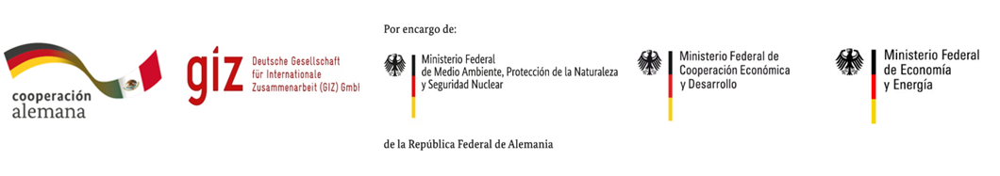 cooperación
alemana
giz
Deutsche Gesellschaft
für Internationale
Zusammenarbeit (GIZ) GmbI
Por encargo de:
Ministerio Federal
de Medio Ambiente, Protección de la Naturaleza
y Seguridad Nuclear
Ministerio Federal de
Cooperación Económica
y Desarrollo
Ministerio Federal
de Economía
y Energía
de la República Federal de Alemania